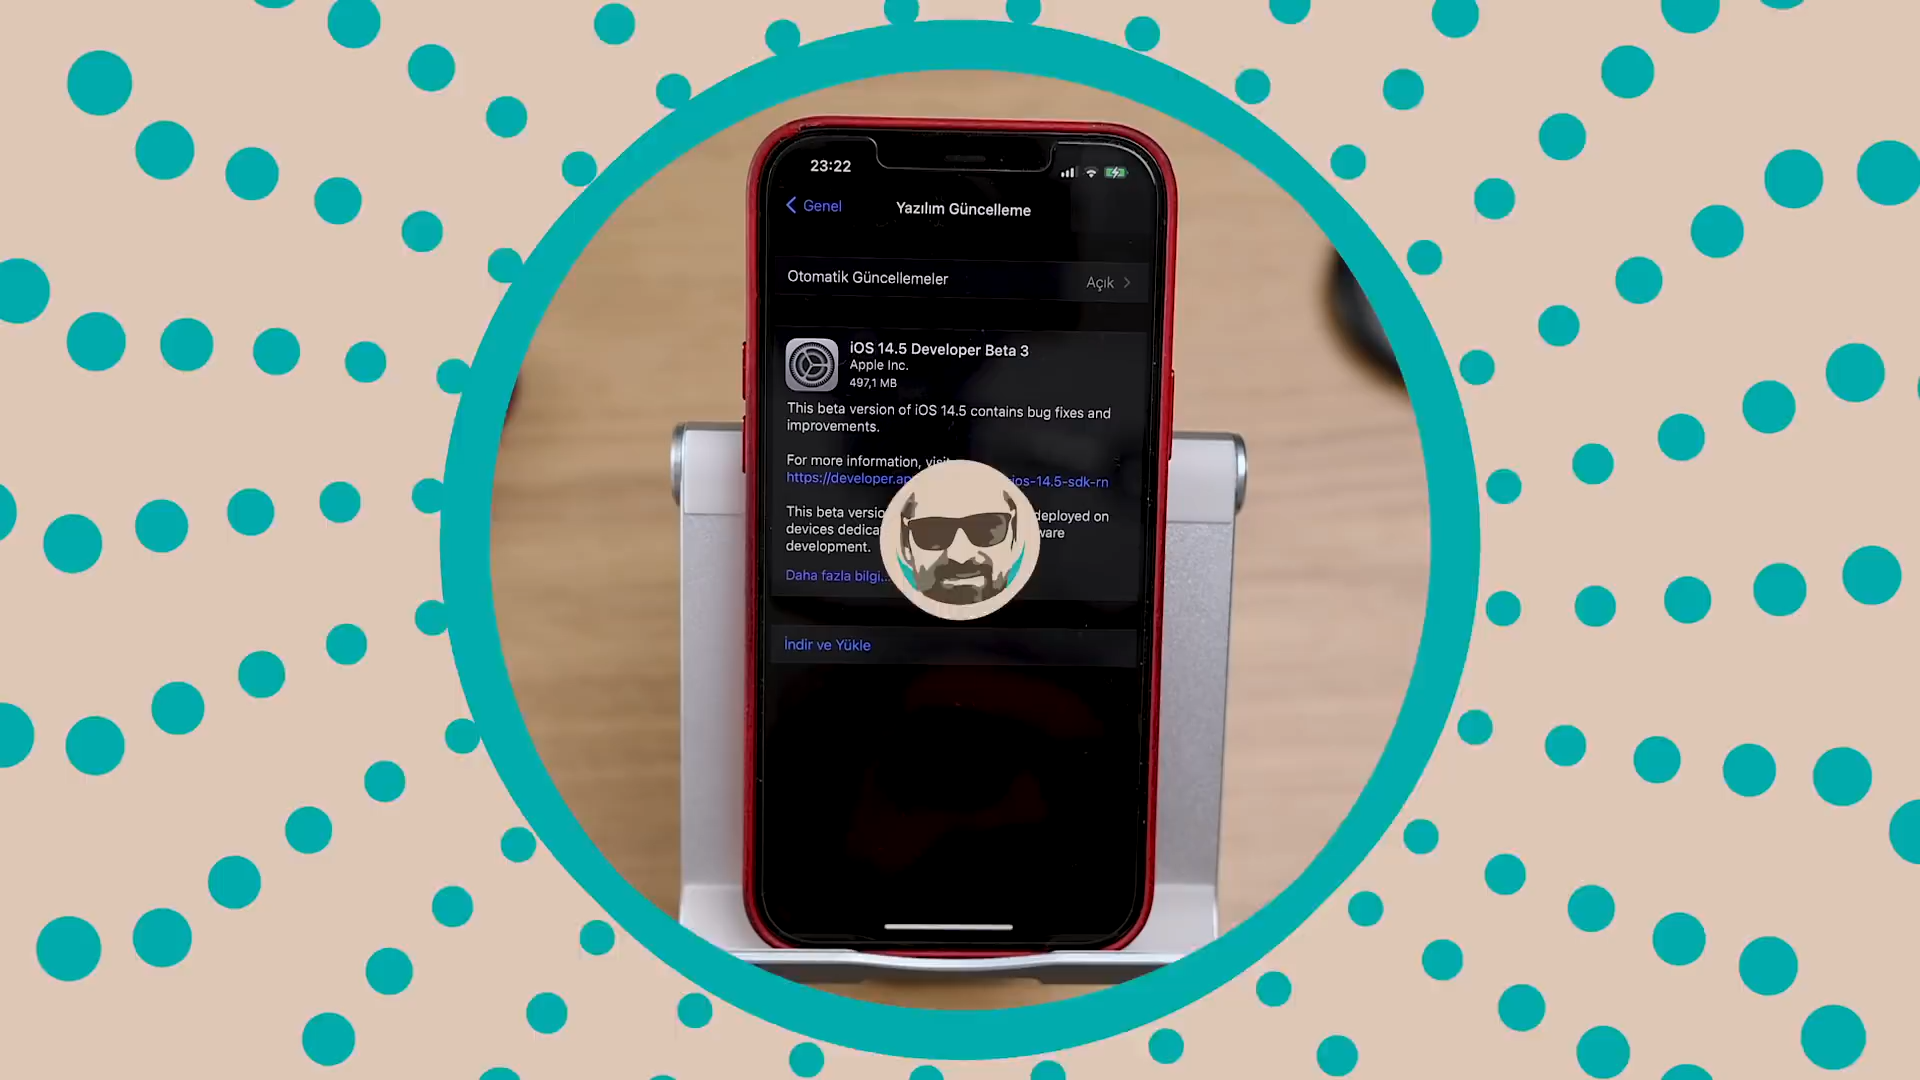 23:22
Genel
Yazılım Güncelleme
Otomatik Güncellemeler
Açık
iOS 14.5 Developer Beta 3
Apple Inc.
497,1 MB
This beta version of iOS 14.5 contains bug fixes and
improvements.
For more information, visit
https://developer.ap ios-14.5-sdk-rn
This beta versio deployed on
devices dedica ware
development.
Daha fazla bilgi...
İndir ve Yükle